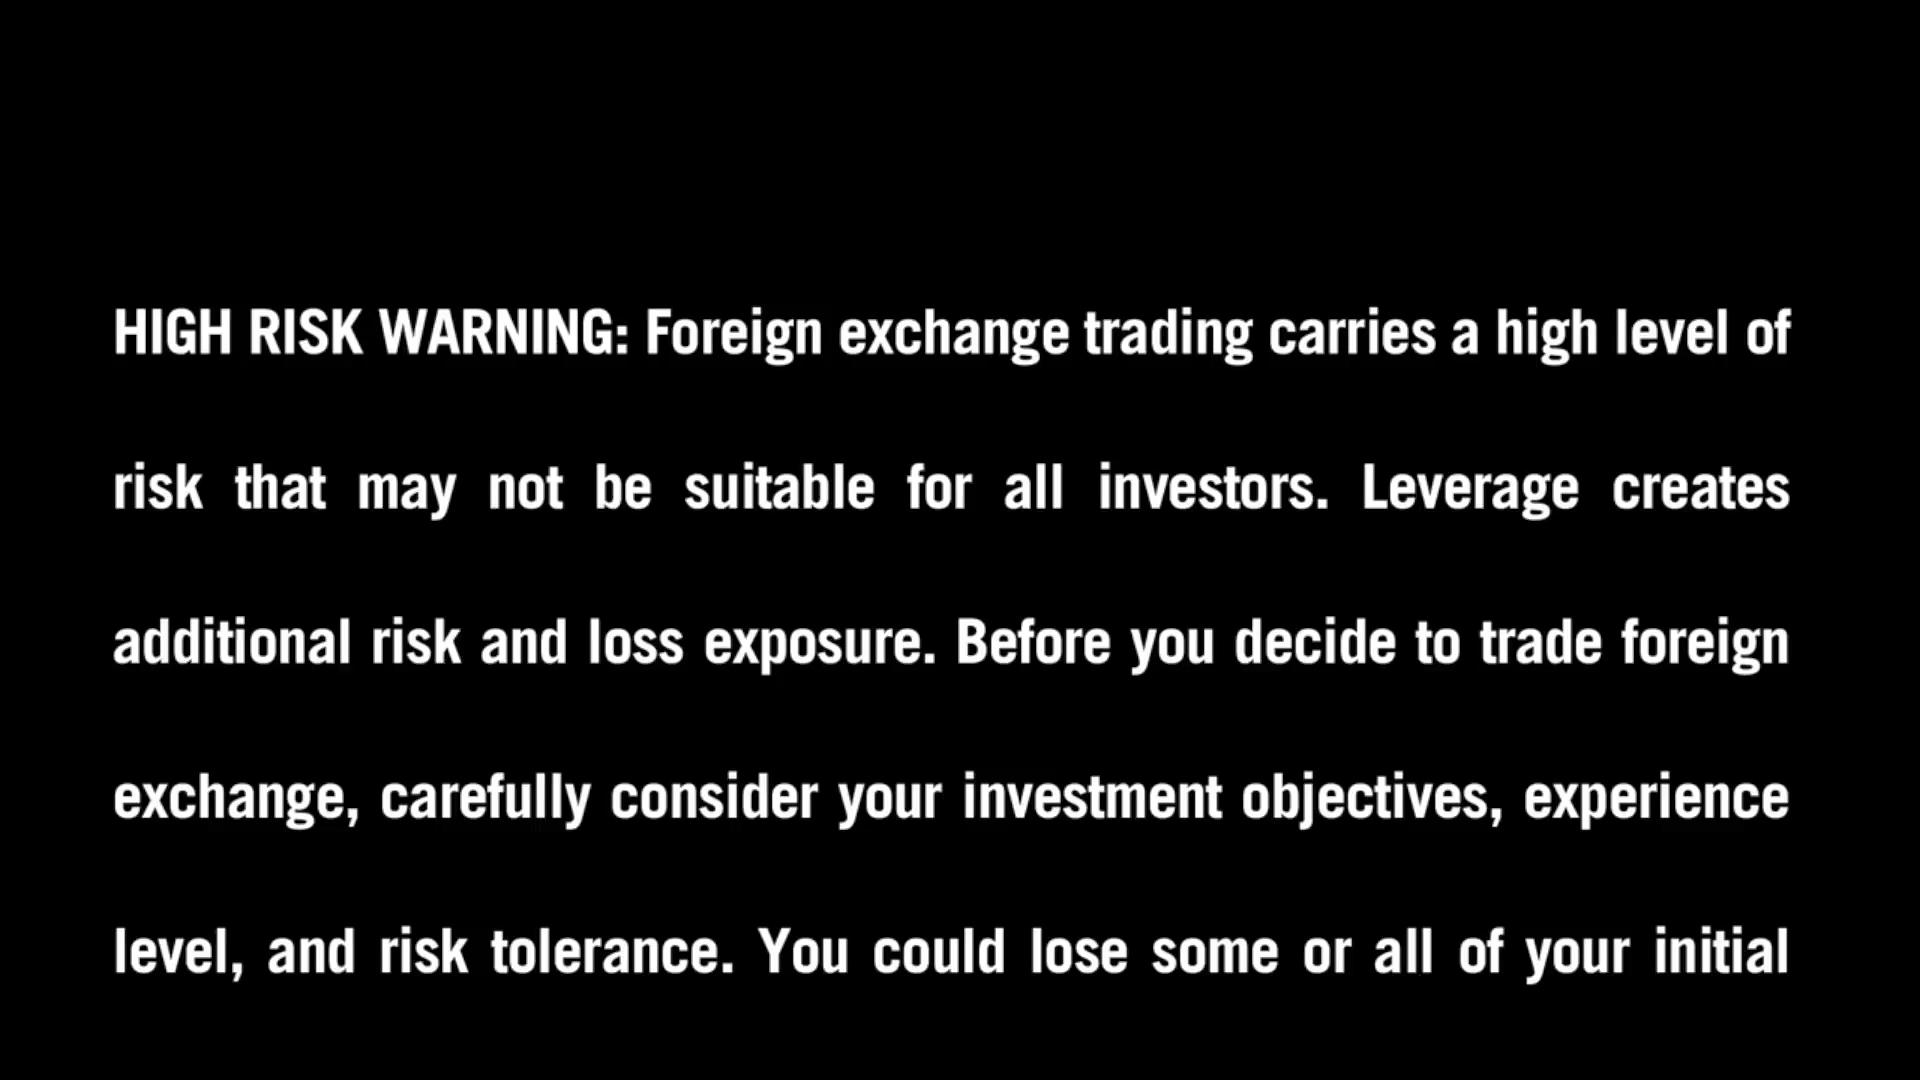 HIGH RISK WARNING: Foreign exchange trading carries a high level of
risk that may not be suitable for all investors. Leverage creates
additional risk and loss exposure. Before you decide to trade foreign
exchange, carefully consider your investment objectives, experience
level, and risk tolerance. You could lose some or all of your initial